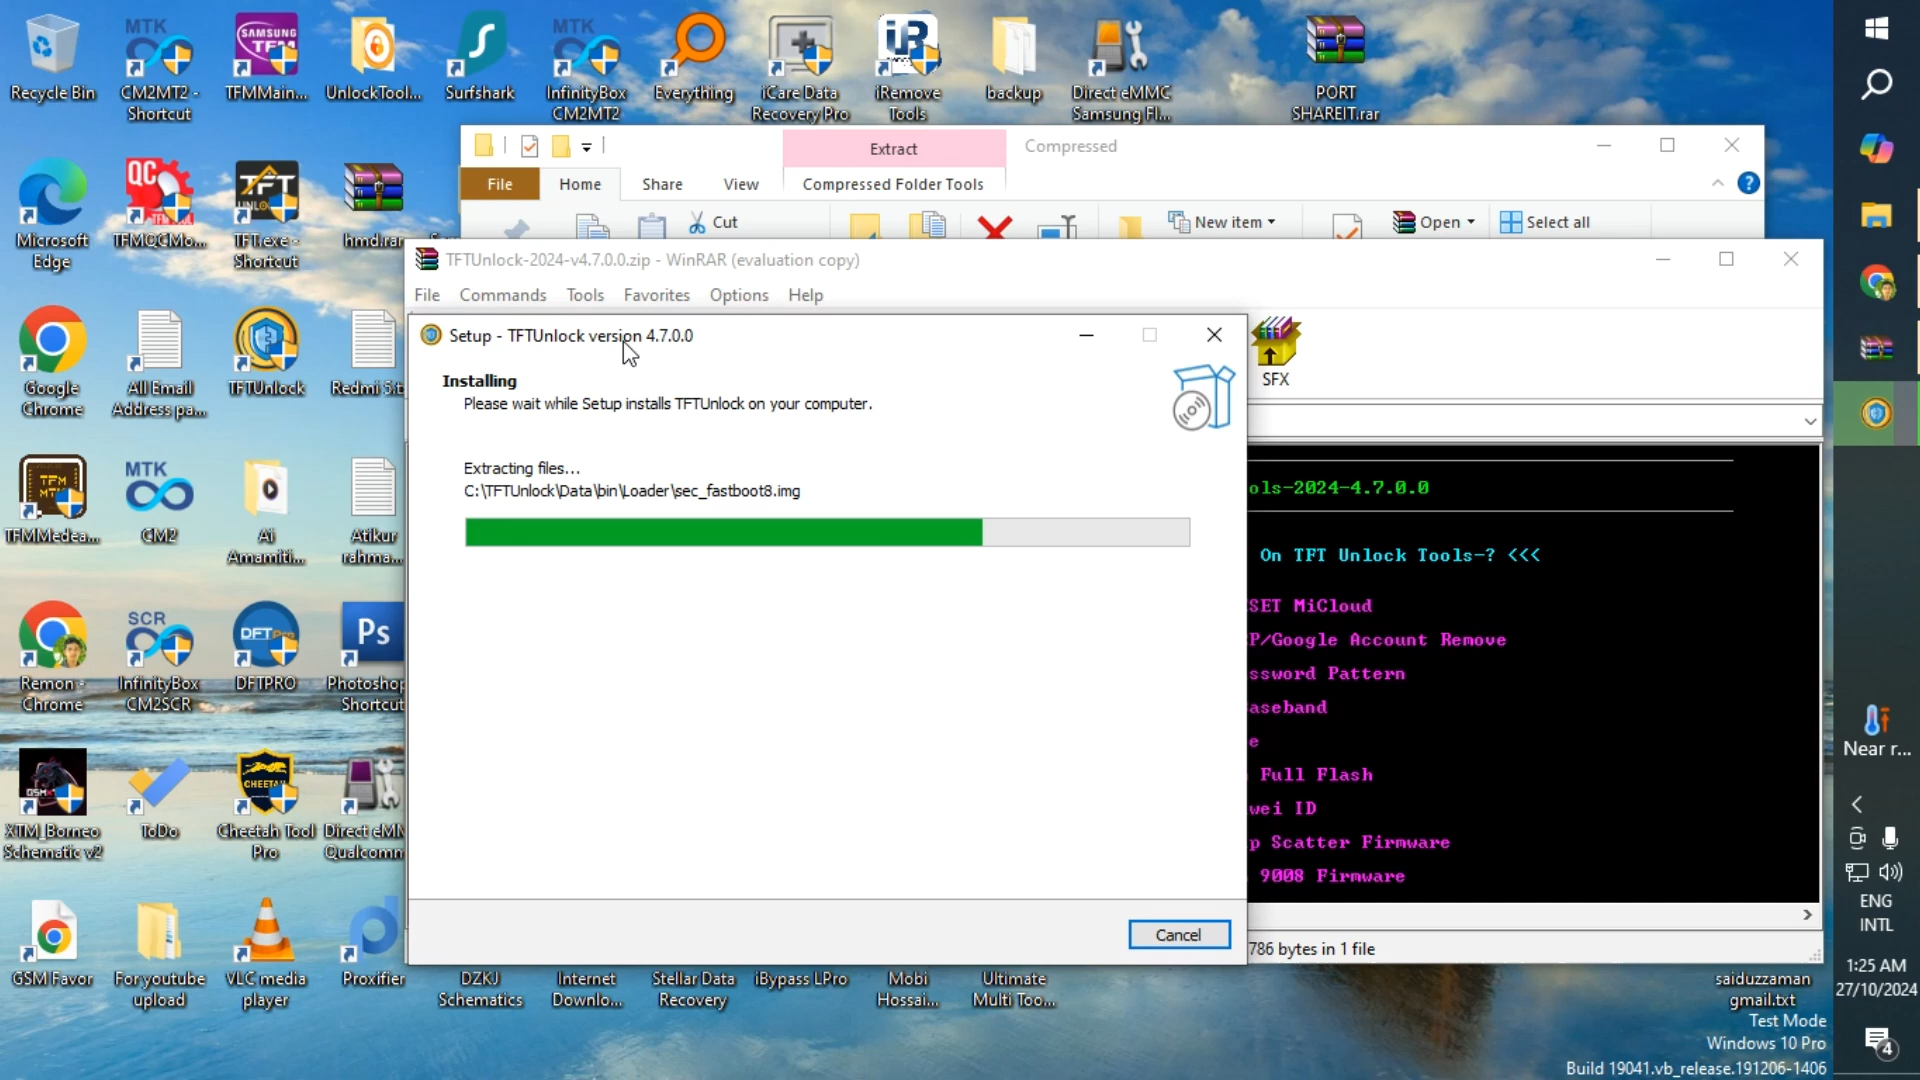 Recycle Bin
CM2MT2 - Shortcut
TFMMain...
UnlockTool...
Surfshark
InfinityBox CM2MT2
Everything
iCare Data Recovery Pro
iRemove Tools
backup
Direct eMMC Samsung Fl...
PORT SHAREIT.rar
Microsoft Edge
TFMQCMo...
TFT.exe - Shortcut
hmd.rar
Google Chrome
All Email Address pa...
TFTUnlock
TFMMedea...
CM2
Ai Amamiti...
Atikur rahma...
Remon - Chrome
InfinityBox CM2SCR
DFTPRO
Photoshop Shortcut
XTM_Borneo Schematic v2
ToDo
Cheetah Tool Pro
GSM Favor
For youtube upload
VLC media player
Proxifier
DZKJ Schematics
Internet Downlo...
Stellar Data Recovery
iBypass LPro
Mobi Hossai...
Ultimate Multi Too...
saiduzzaman gmail.txt
Extract
Compressed
File Home Share View Compressed Folder Tools
Cut
New item
Open
Select all
TFTUnlock-2024-v4.7.0.0.zip - WinRAR (evaluation copy)
File Commands Tools Favorites Options Help
SFX
Setup - TFTUnlock version 4.7.0.0
Installing
Please wait while Setup installs TFTUnlock on your computer.
Extracting files...
C:\TFTUnlock\Data\bin\Loader\sec_fastboot8.img
Cancel
ols-2024-4.7.0.0
On TFT Unlock Tools-? <<<
SET MiCloud
P/Google Account Remove
ssword Pattern
aseband
e
Full Flash
wei ID
p Scatter Firmware
9008 Firmware
786 bytes in 1 file
Near r...
ENG
INTL
1:25 AM
27/10/2024
4
Test Mode
Windows 10 Pro
Build 19041.vb_release.191206-1406